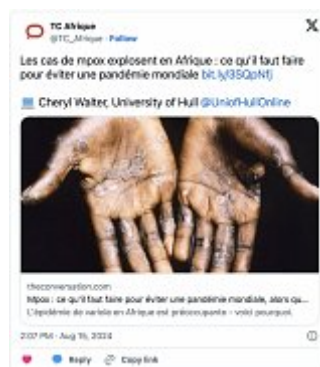 TC Afrique
@TC_Afrique · Follow
Les cas de mpox explosent en Afrique : ce qu'il faut faire
pour éviter une pandémie mondiale bit.ly/3SQpNfj
Cheryl Walter, University of Hull @UniofHullOnline
theconversation.com
Mpox : ce qu'il faut faire pour éviter une pandémie mondiale, alors qu...
L'épidémie de variole en Afrique est préoccupante - voici pourquoi.
2:07 PM · Aug 15, 2024
Reply
Copy link